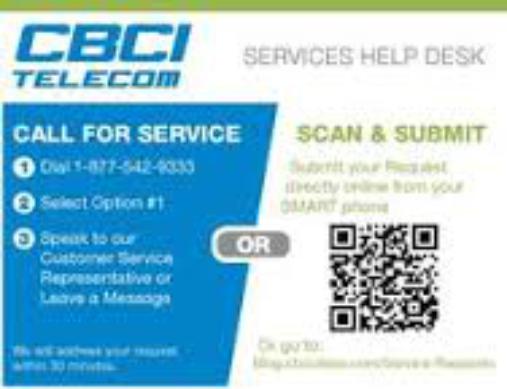 CBCI
TELECOM
SERVICES HELP DESK
CALL FOR SERVICE
1 Dial 1-877-542-9333
2 Select Option #1
3 Speak to our
Customer Service
Representative or
Leave a Message
We will address your request
within 30 minutes.
OR
SCAN & SUBMIT
Submit your Request
directly online from your
SMART phone
Or go to: